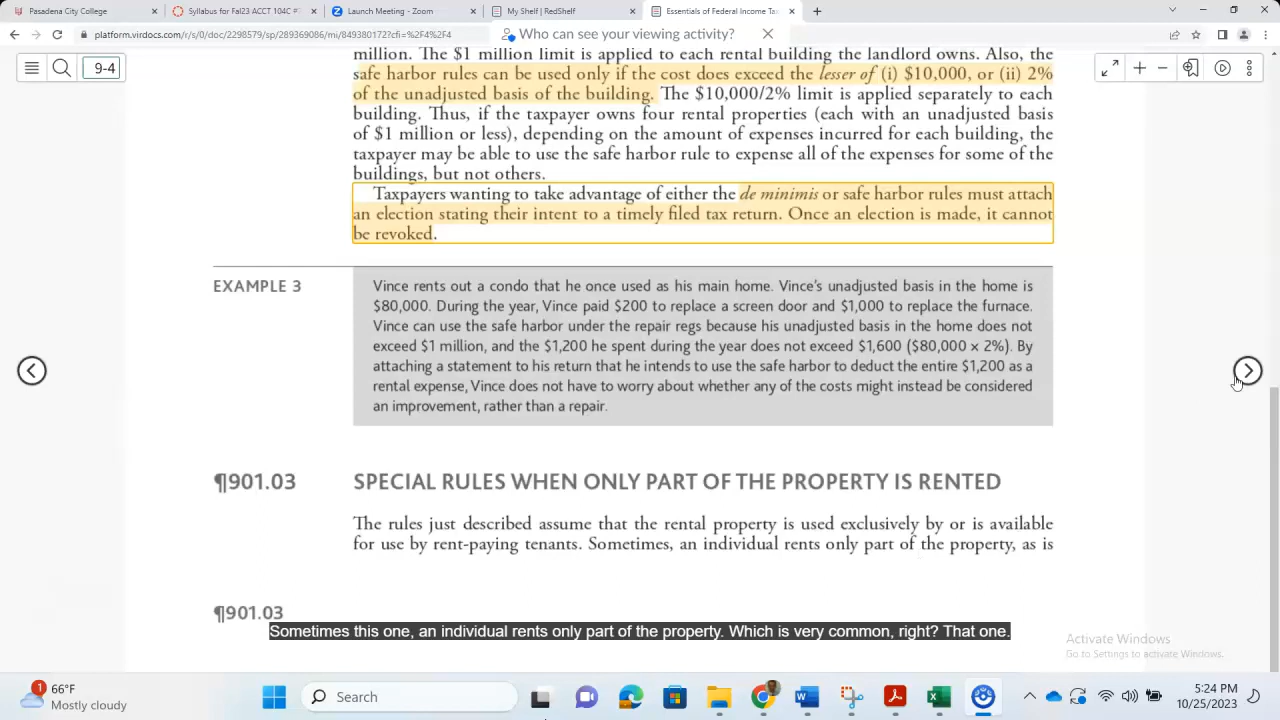 Pasadena City College
Syllabus for Fal23 ACCT 104C P
Launch Meeting - Zoom
My Shelf | RedShelf
Essentials of Federal Income Tax
platform.virdocs.com/r/s/0/doc/2298579/sp/289369086/mi/849380172?cfi=%2F4%2F4
Who can see your viewing activity?
9-4
million. The $1 million limit is applied to each rental building the landlord owns. Also, the
safe harbor rules can be used only if the cost does exceed the lesser of (i) $10,000, or (ii) 2%
of the unadjusted basis of the building. The $10,000/2% limit is applied separately to each
building. Thus, if the taxpayer owns four rental properties (each with an unadjusted basis
of $1 million or less), depending on the amount of expenses incurred for each building, the
taxpayer may be able to use the safe harbor rule to expense all of the expenses for some of the
buildings, but not others.
Taxpayers wanting to take advantage of either the de minimis or safe harbor rules must attach
an election stating their intent to a timely filed tax return. Once an election is made, it cannot
be revoked.
EXAMPLE 3
Vince rents out a condo that he once used as his main home. Vince's unadjusted basis in the home is
$80,000. During the year, Vince paid $200 to replace a screen door and $1,000 to replace the furnace.
Vince can use the safe harbor under the repair regs because his unadjusted basis in the home does not
exceed $1 million, and the $1,200 he spent during the year does not exceed $1,600 ($80,000 × 2%). By
attaching a statement to his return that he intends to use the safe harbor to deduct the entire $1,200 as a
rental expense, Vince does not have to worry about whether any of the costs might instead be considered
an improvement, rather than a repair.
¶901.03 SPECIAL RULES WHEN ONLY PART OF THE PROPERTY IS RENTED
The rules just described assume that the rental property is used exclusively by or is available
for use by rent-paying tenants. Sometimes, an individual rents only part of the property, as is
¶901.03
Sometimes this one, an individual rents only part of the property. Which is very common, right? That one.
Activate Windows
Go to Settings to activate Windows.
1
66°F
Mostly cloudy
Search
5:24 PM
10/25/2023